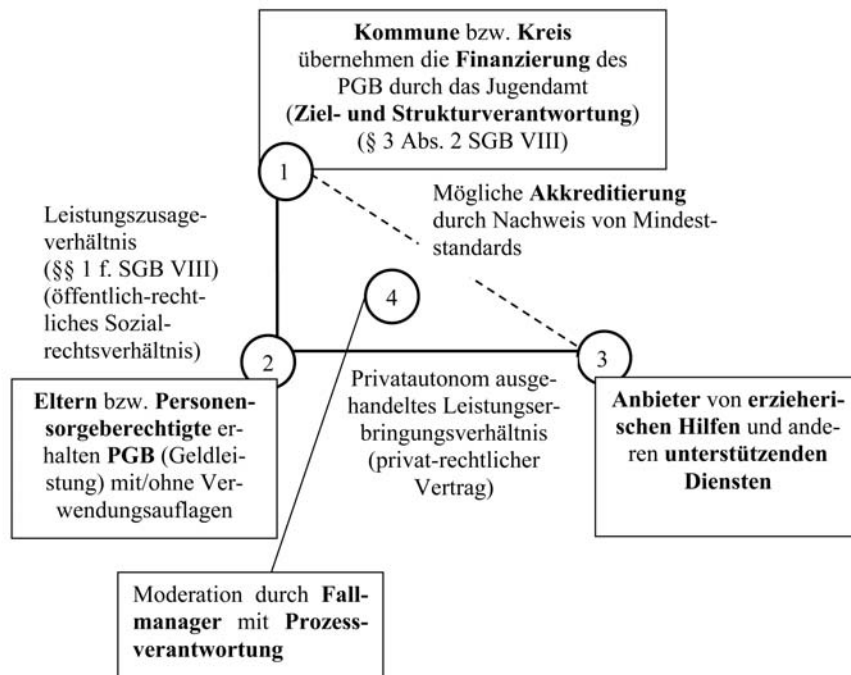 Kommune bzw. Kreis
übernehmen die Finanzierung des
PGB durch das Jugendamt
(Ziel- und Strukturverantwortung)
(§ 3 Abs. 2 SGB VIII)
1
Mögliche Akkreditierung
durch Nachweis von Mindest-
standards
Leistungszusage-
verhältnis
(§§ 1 f. SGB VIII)
(öffentlich-recht-
liches Sozial-
rechtsverhältnis)
4
2
3
Eltern bzw. Personen-
sorgeberechtigte er-
halten PGB (Geldlei-
stung) mit/ohne Ver-
wendungsauflagen
Privatautonom ausge-
handeltes Leistungser-
bringungsverhältnis
(privat-rechtlicher
Vertrag)
Anbieter von erzieheri-
schen Hilfen und ande-
ren unterstützenden
Diensten
Moderation durch Fall-
manager mit Prozess-
verantwortung